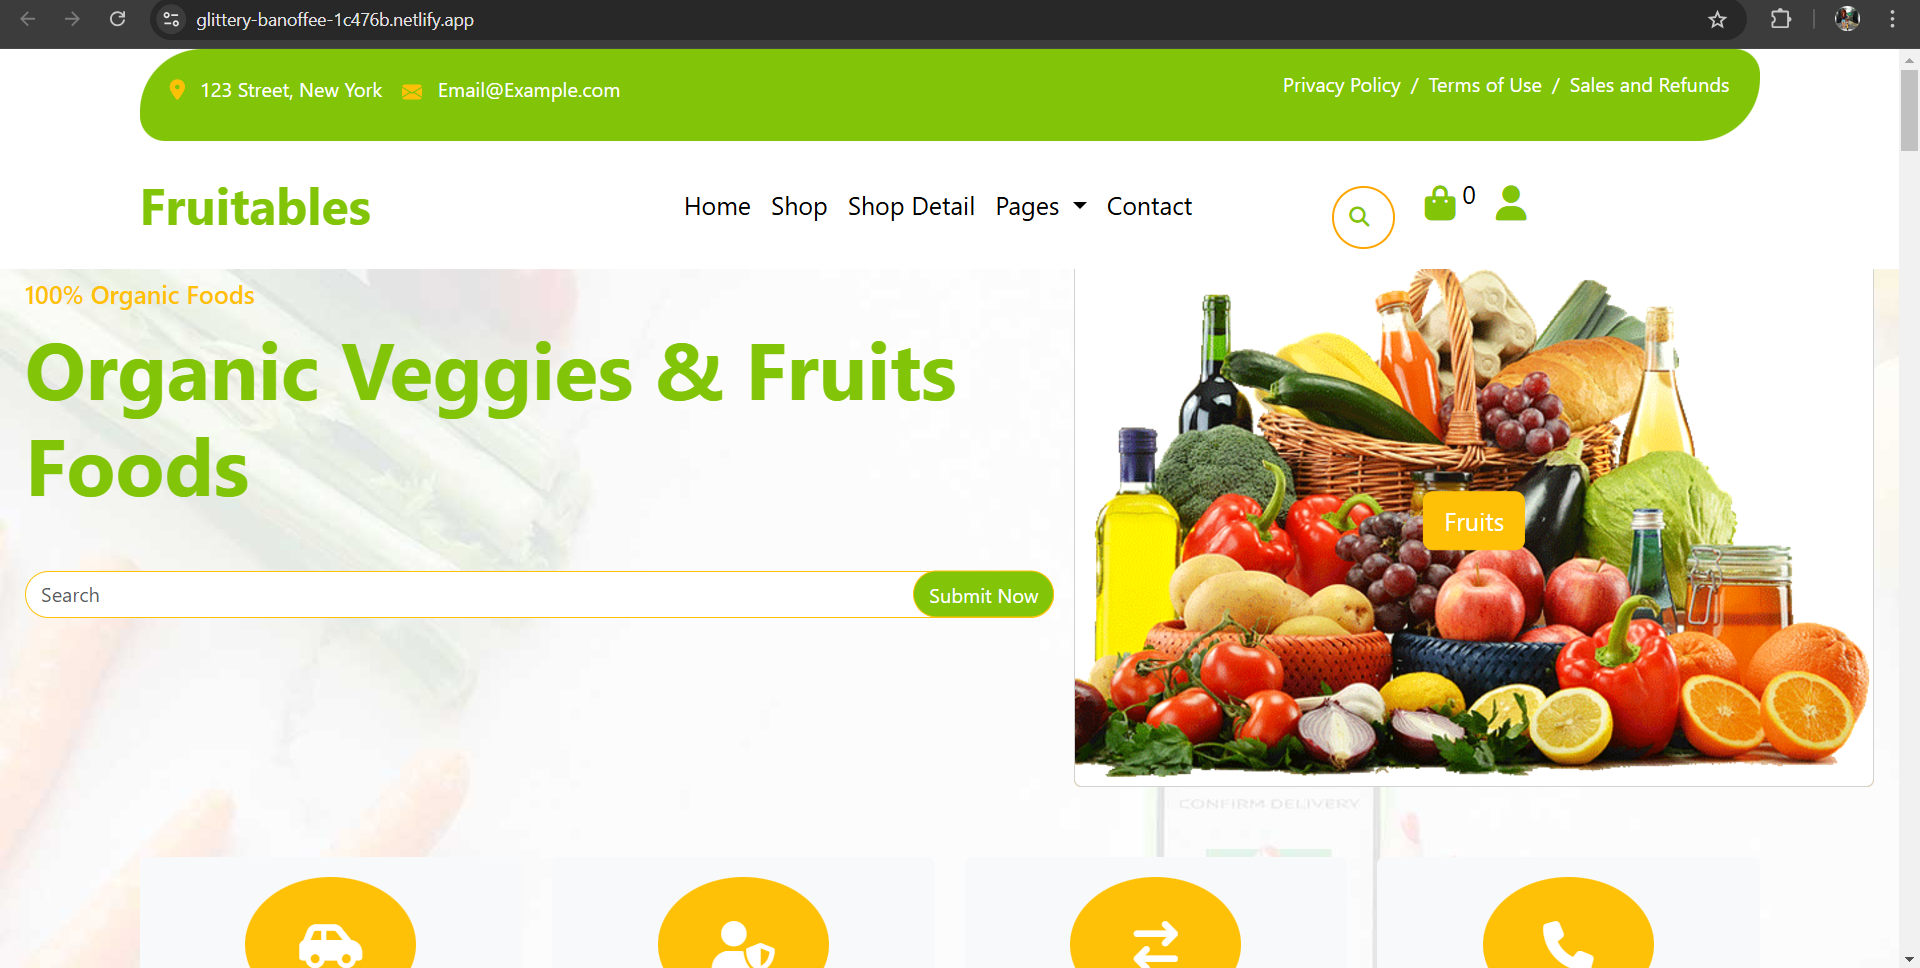 glittery-banoffee-1c476b.netlify.app
123 Street, New York Email@Example.com
Privacy Policy / Terms of Use / Sales and Refunds
Fruitables
Home Shop Shop Detail Pages Contact
0
100% Organic Foods
Organic Veggies & Fruits
Foods
Search
Submit Now
Fruits
CONFIRM DELIVERY